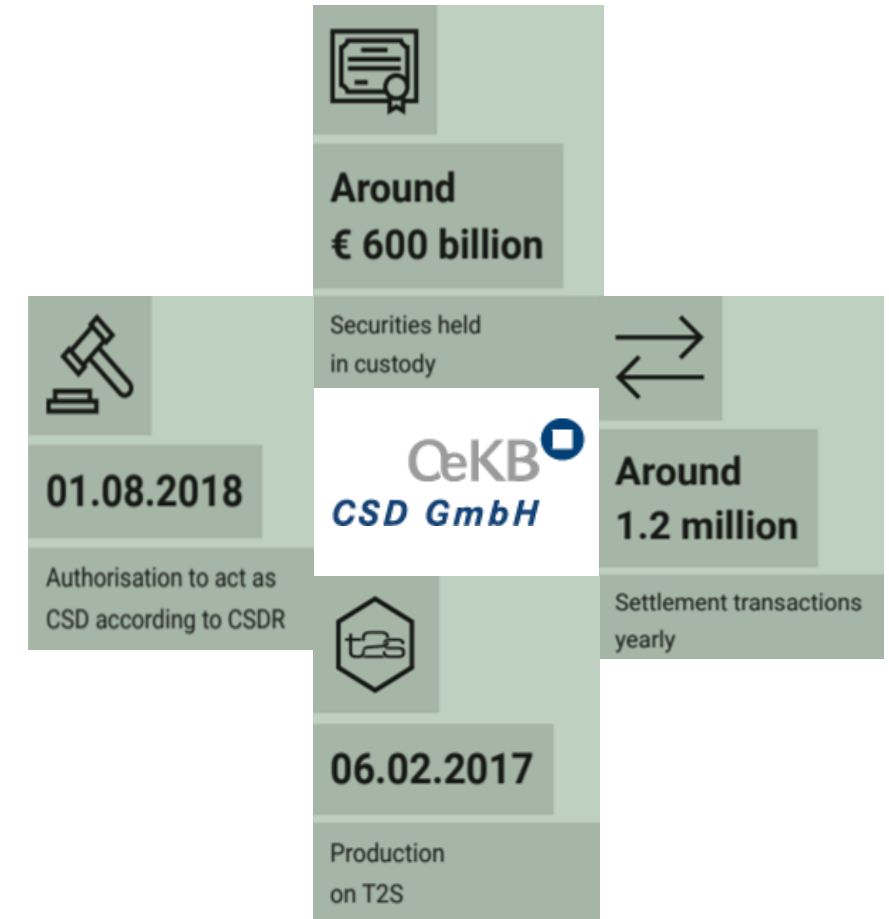 Around
€ 600 billion
Securities held
in custody
01.08.2018
Authorisation to act as
CSD according to CSDR
OeKB
CSD GmbH
Around
1.2 million
Settlement transactions
yearly
t2s
06.02.2017
Production
on T2S